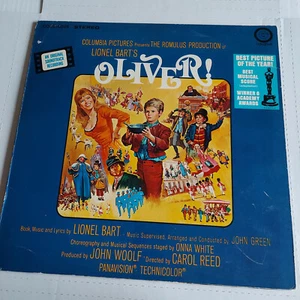 STEREO
COLUMBIA PICTURES Presents THE ROMULUS PRODUCTION of
LIONEL BART'S
OLIVER!
AN ORIGINAL
SOUNDTRACK
RECORDING
BEST PICTURE
OF THE YEAR!
BEST
MUSICAL
SCORE
WINNER 6
ACADEMY
AWARDS
Book, Music and Lyrics by LIONEL BART Music Supervised, Arranged and Conducted by JOHN GREEN
Choreography and Musical Sequences staged by ONNA WHITE
Produced by JOHN WOOLF Directed by CAROL REED
PANAVISION® TECHNICOLOR®